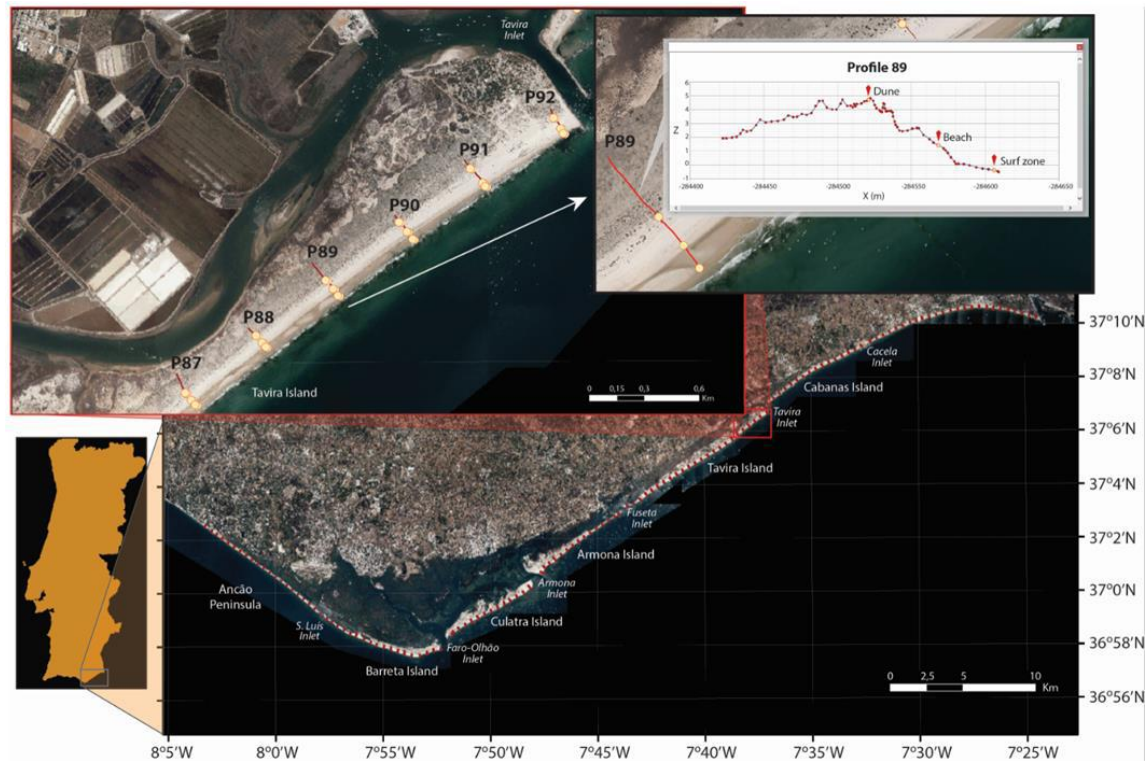 Tavira
Inlet
P92
P91
P90
P89
P88
P87
Tavira Island
0 0,15 0,3 0,6
Km
P89
Profile 89
Dune
Beach
Surf zone
Z
6
5
4
3
2
1
0
-1
-284400 -284450 -284500 -284550 -284600 -284650
X (m)
Cacela
Inlet
Cabanas Island
Tavira
Inlet
Tavira Island
Fuseta
Inlet
Armona Island
Armona
Inlet
Culatra Island
Ancão
Peninsula
S. Luis
Inlet
Faro-Olhão
Inlet
Barreta Island
0 2,5 5 10
Km
37°10'N
37°8'N
37°6'N
37°4'N
37°2'N
37°0'N
36°58'N
36°56'N
8°5'W 8°0'W 7°55'W 7°50'W 7°45'W 7°40'W 7°35'W 7°30'W 7°25'W